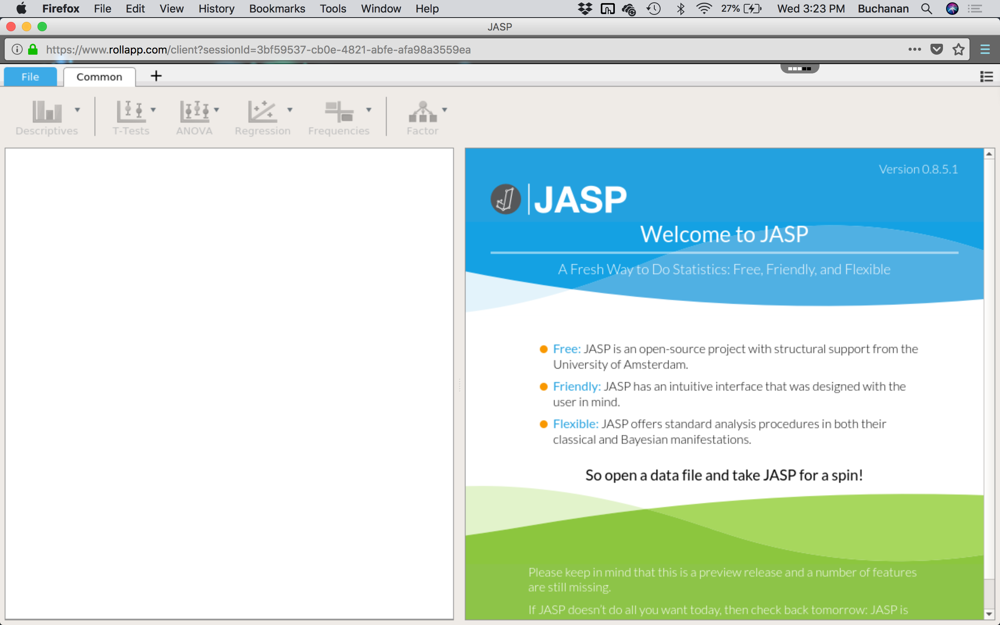 Firefox File Edit View History Bookmarks Tools Window Help 27% Wed 3:23 PM Buchanan
JASP
https://www.rollapp.com/client?sessionId=3bf59537-cb0e-4821-abfe-afa98a3559ea
File Common +
Descriptives T-Tests ANOVA Regression Frequencies Factor
Version 0.8.5.1
JASP
Welcome to JASP
A Fresh Way to Do Statistics: Free, Friendly, and Flexible
Free: JASP is an open-source project with structural support from the
University of Amsterdam.
Friendly: JASP has an intuitive interface that was designed with the
user in mind.
Flexible: JASP offers standard analysis procedures in both their
classical and Bayesian manifestations.
So open a data file and take JASP for a spin!
Please keep in mind that this is a preview release and a number of features
are still missing.
If JASP doesn't do all you want today, then check back tomorrow: JASP is